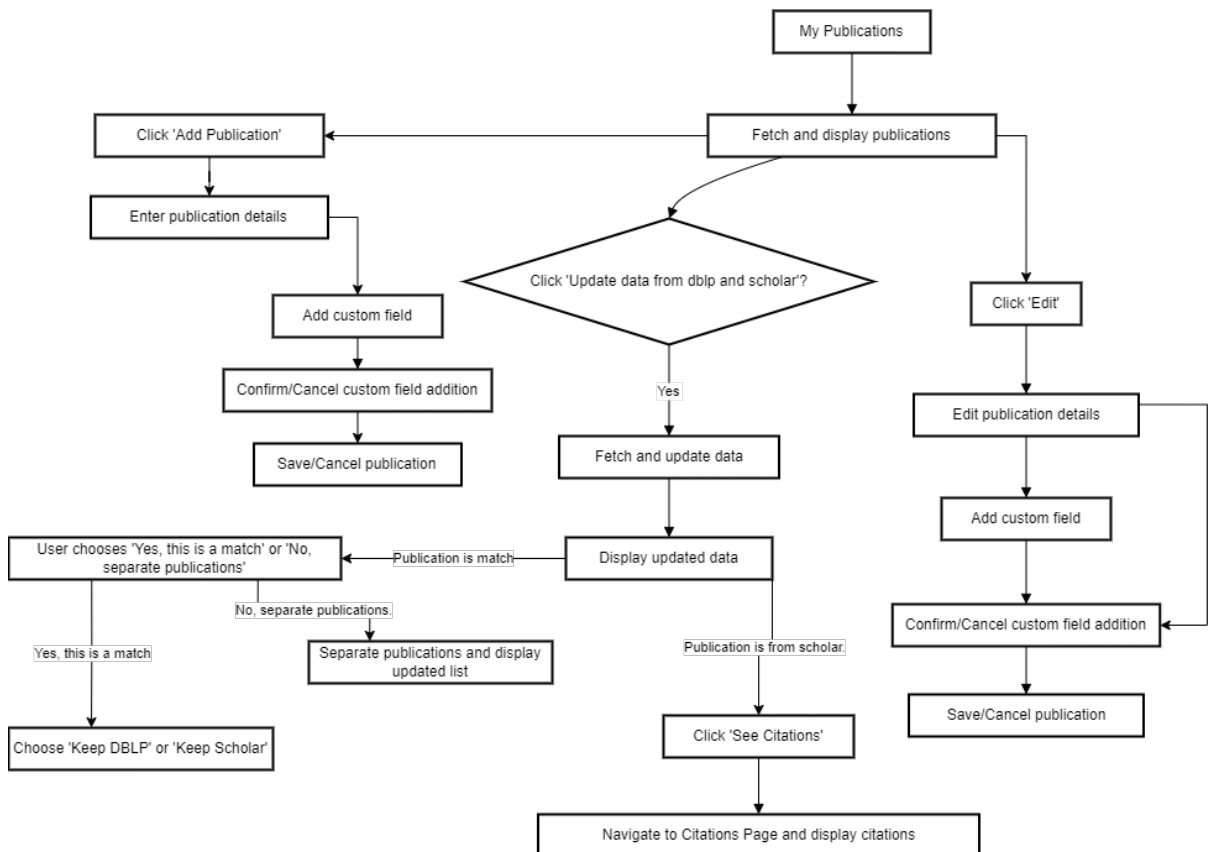 My Publications
Click 'Add Publication'
Fetch and display publications
Enter publication details
Click 'Update data from dblp and scholar'?
Click 'Edit'
Add custom field
Confirm/Cancel custom field addition
Yes
Edit publication details
Save/Cancel publication
Fetch and update data
Add custom field
User chooses 'Yes, this is a match' or 'No,
separate publications'
Publication is match
Display updated data
No, separate publications.
Confirm/Cancel custom field addition
Yes, this is a match
Separate publications and display
updated list
Publication is from scholar.
Save/Cancel publication
Choose 'Keep DBLP' or 'Keep Scholar'
Click 'See Citations'
Navigate to Citations Page and display citations